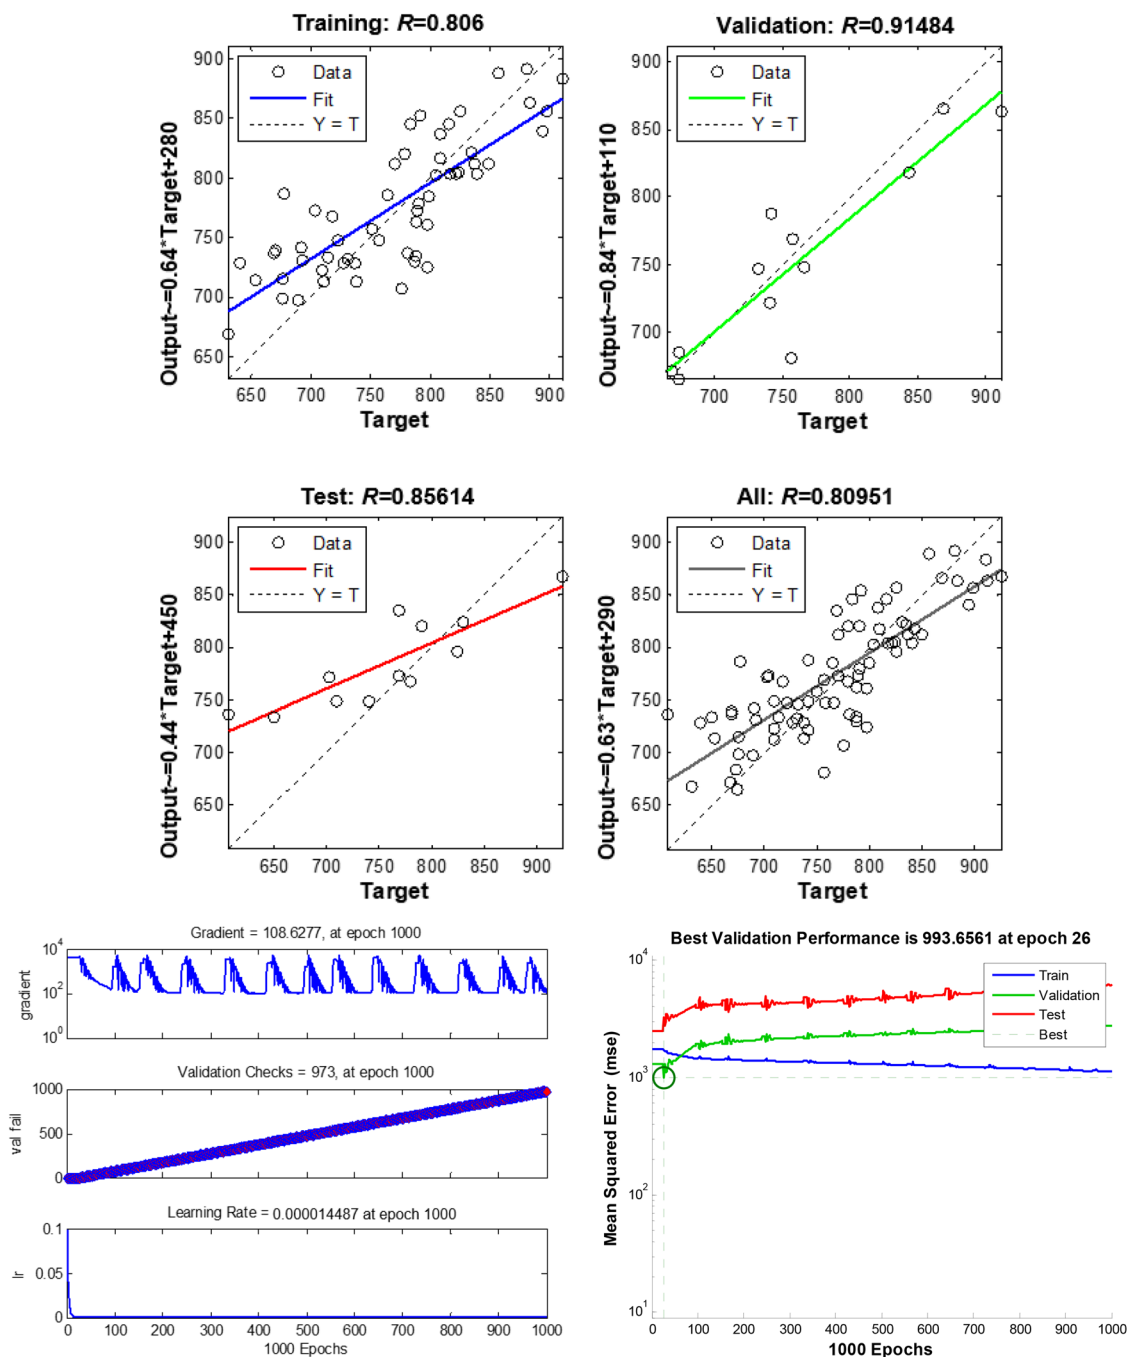 Training: R=0.806
Output~=0.64*Target+280
900
850
800
750
700
650
Data
Fit
Y = T
650 700 750 800 850 900
Target
Validation: R=0.91484
Output~=0.84*Target+110
900
850
800
750
700
Data
Fit
Y = T
700 750 800 850 900
Target
Test: R=0.85614
Output~=0.44*Target+450
900
850
800
750
700
650
Data
Fit
Y = T
650 700 750 800 850 900
Target
All: R=0.80951
Output~=0.63*Target+290
900
850
800
750
700
650
Data
Fit
Y = T
650 700 750 800 850 900
Target
Gradient = 108.6277, at epoch 1000
gradient
10^4
10^2
10^0
Validation Checks = 973, at epoch 1000
val fail
1000
500
0
Learning Rate = 0.000014487 at epoch 1000
lr
0.1
0.05
0
0 100 200 300 400 500 600 700 800 900 1000
1000 Epochs
Best Validation Performance is 993.6561 at epoch 26
Mean Squared Error (mse)
10^4
10^3
10^2
10^1
Train
Validation
Test
Best
0 100 200 300 400 500 600 700 800 900 1000
1000 Epochs